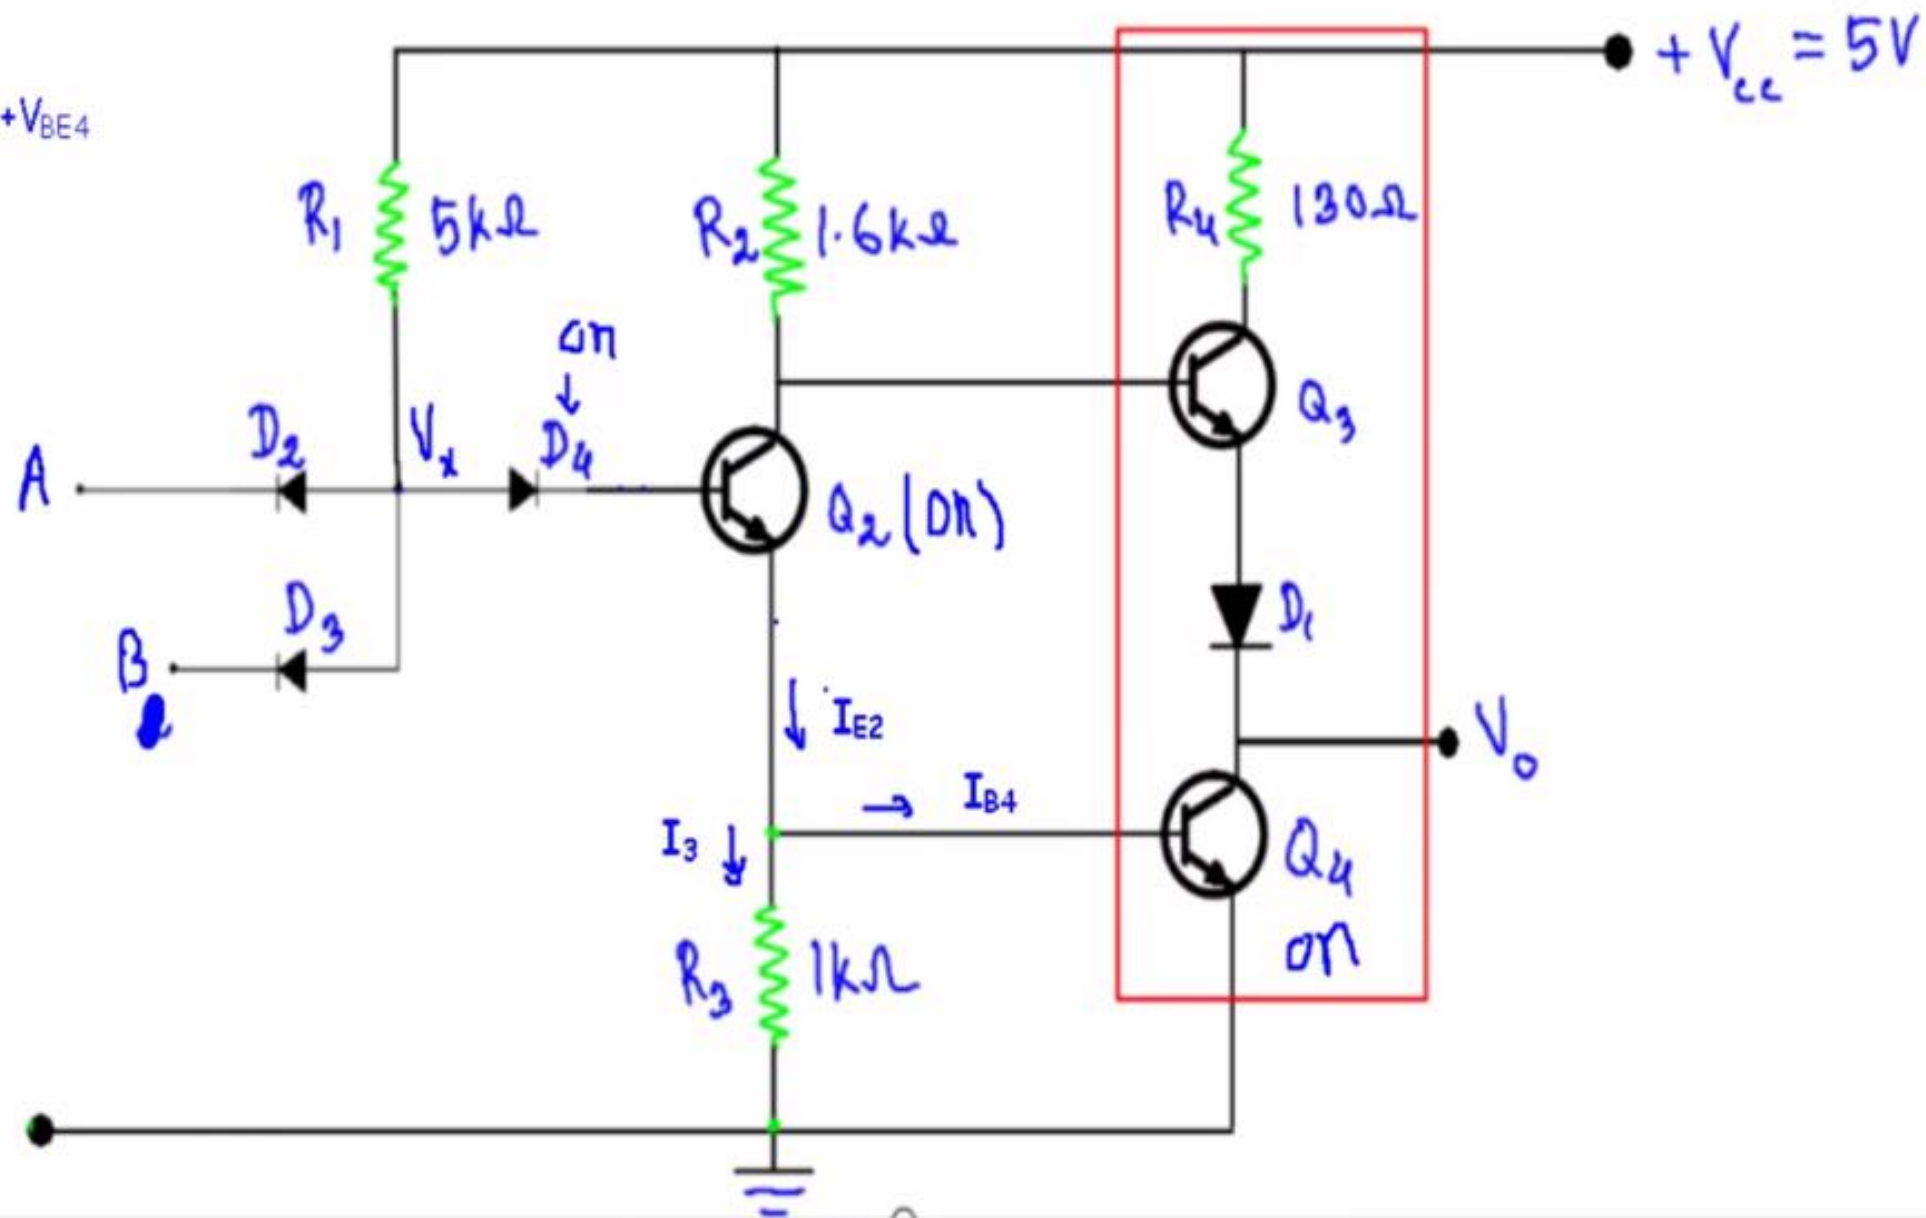 +Vcc = 5V
+VBE4
R1 5kΩ
R2 1.6kΩ
R4 130Ω
on
↓
D2
Vx
D4
Q3
A
Q2(on)
D3
D1
B
↓ IE2
Vo
→ IB4
I3 ↓
Q4
on
R3 1kΩ